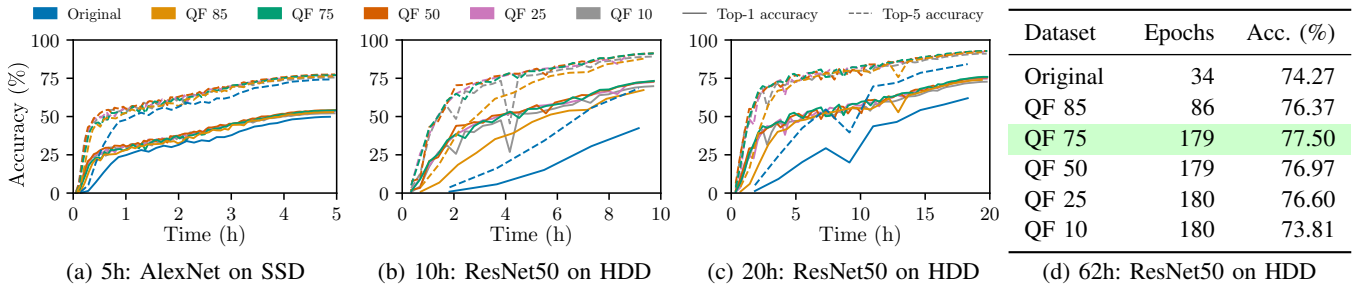 Original QF 85 QF 75 QF 50 QF 25 QF 10 Top-1 accuracy Top-5 accuracy
Accuracy (%)
100
75
50
25
0
0 1 2 3 4 5
Time (h)
(a) 5h: AlexNet on SSD
100
75
50
25
0
0 2 4 6 8 10
Time (h)
(b) 10h: ResNet50 on HDD
100
75
50
25
0
0 5 10 15 20
Time (h)
(c) 20h: ResNet50 on HDD
Dataset Epochs Acc. (%)
Original 34 74.27
QF 85 86 76.37
QF 75 179 77.50
QF 50 179 76.97
QF 25 180 76.60
QF 10 180 73.81
(d) 62h: ResNet50 on HDD